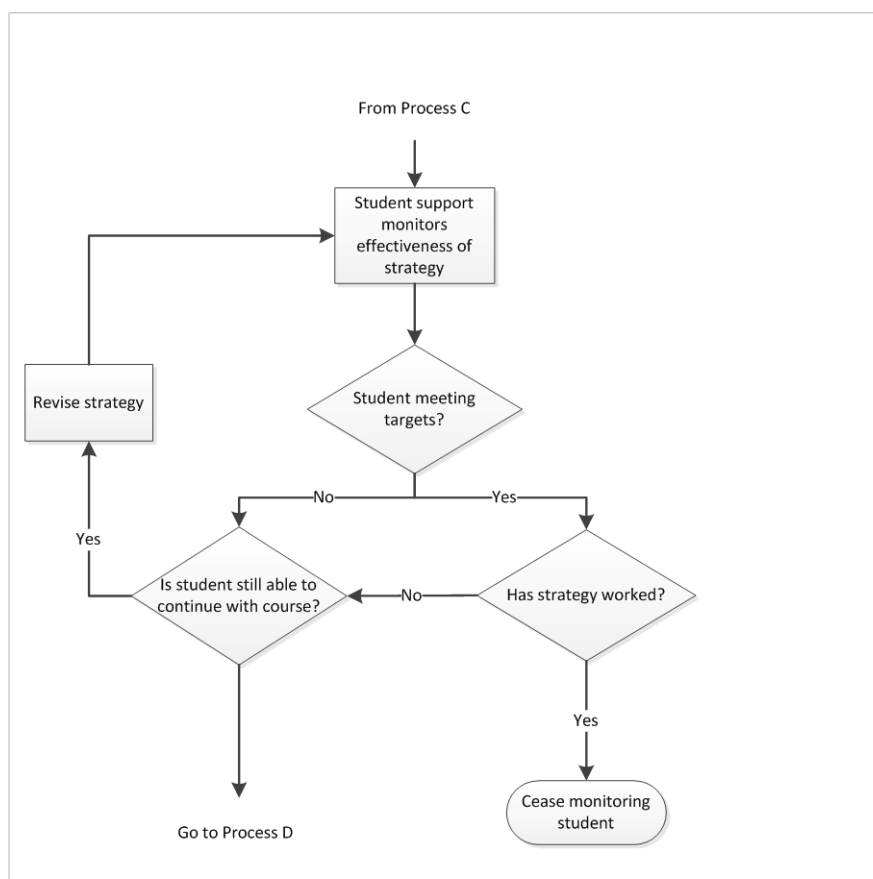 From Process C
Student support
monitors
effectiveness of
strategy
Revise strategy
Student meeting
targets?
No
Yes
Yes
Is student still able to
continue with course?
No
Has strategy worked?
Yes
Go to Process D
Cease monitoring
student